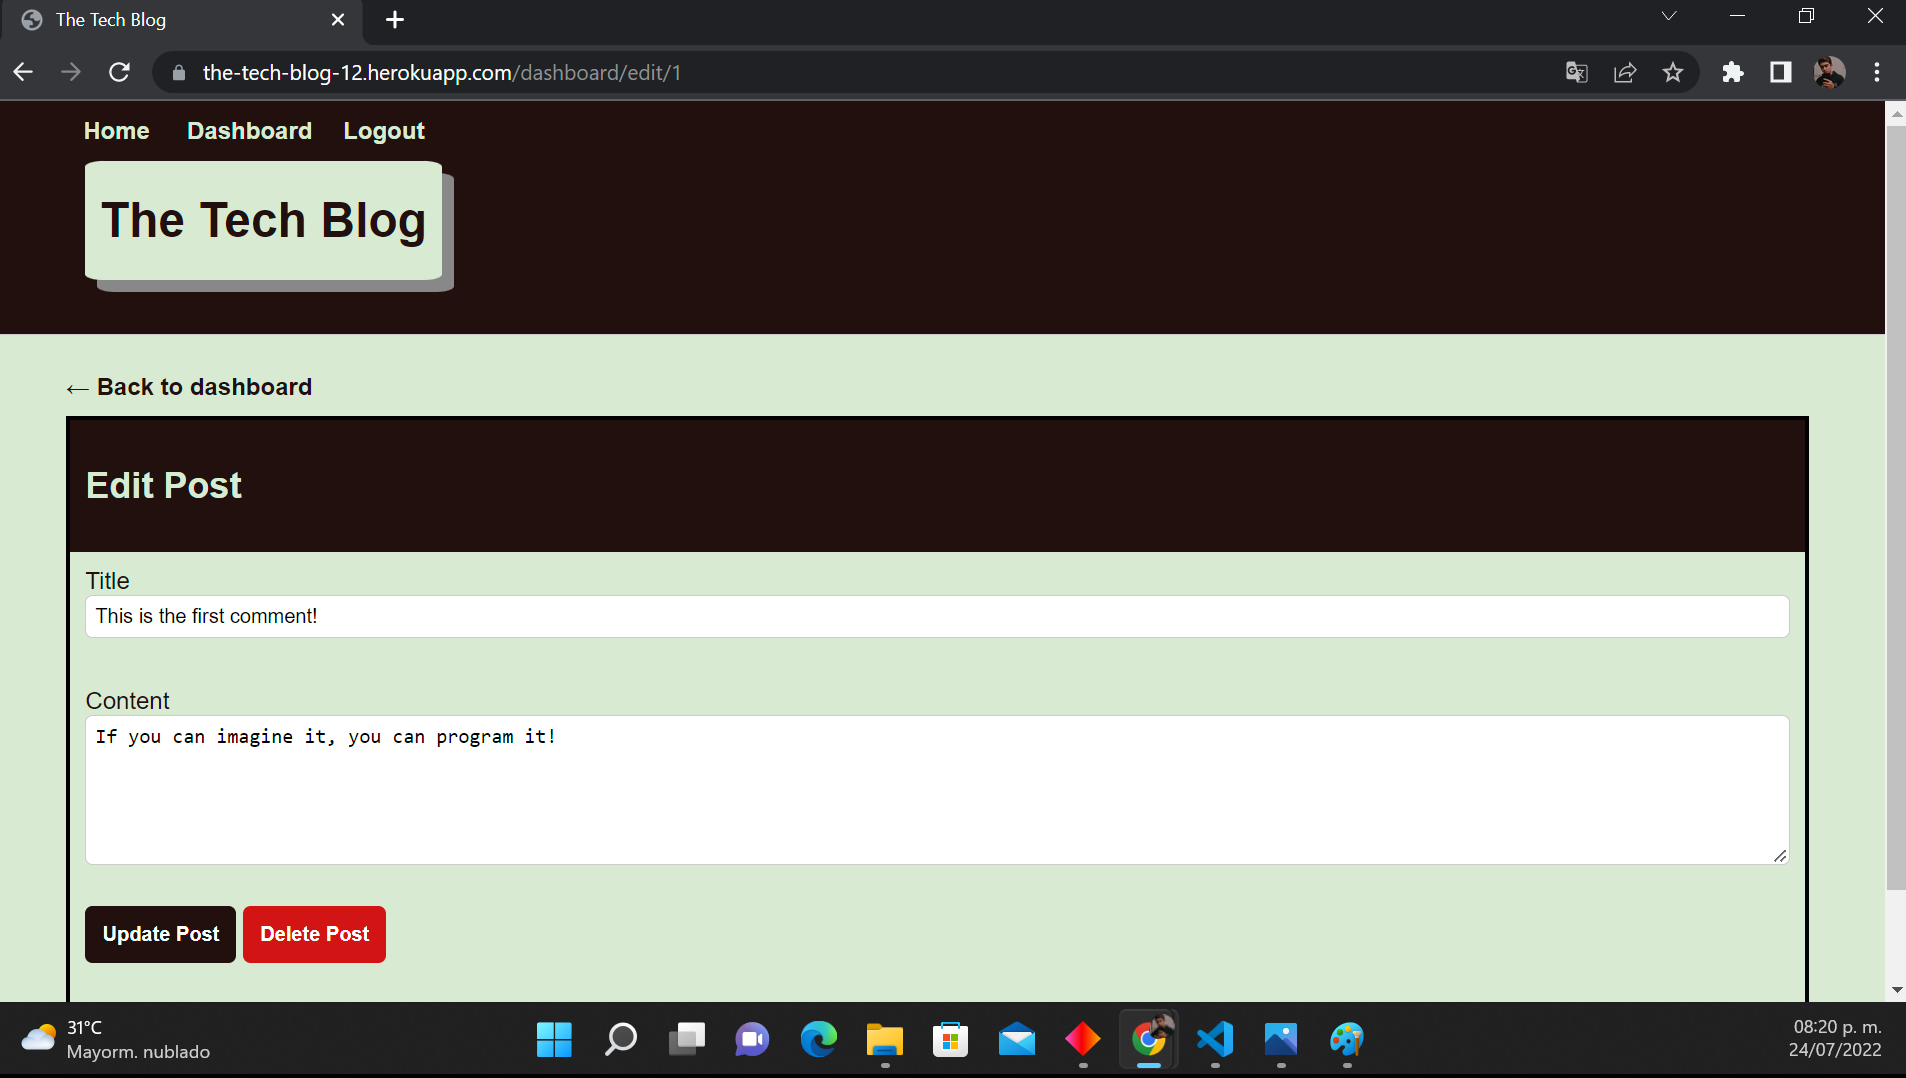 The Tech Blog
the-tech-blog-12.herokuapp.com/dashboard/edit/1
Home Dashboard Logout
The Tech Blog
← Back to dashboard
Edit Post
Title
This is the first comment!
Content
If you can imagine it, you can program it!
Update Post Delete Post
31°C
Mayorm. nublado
08:20 p. m.
24/07/2022